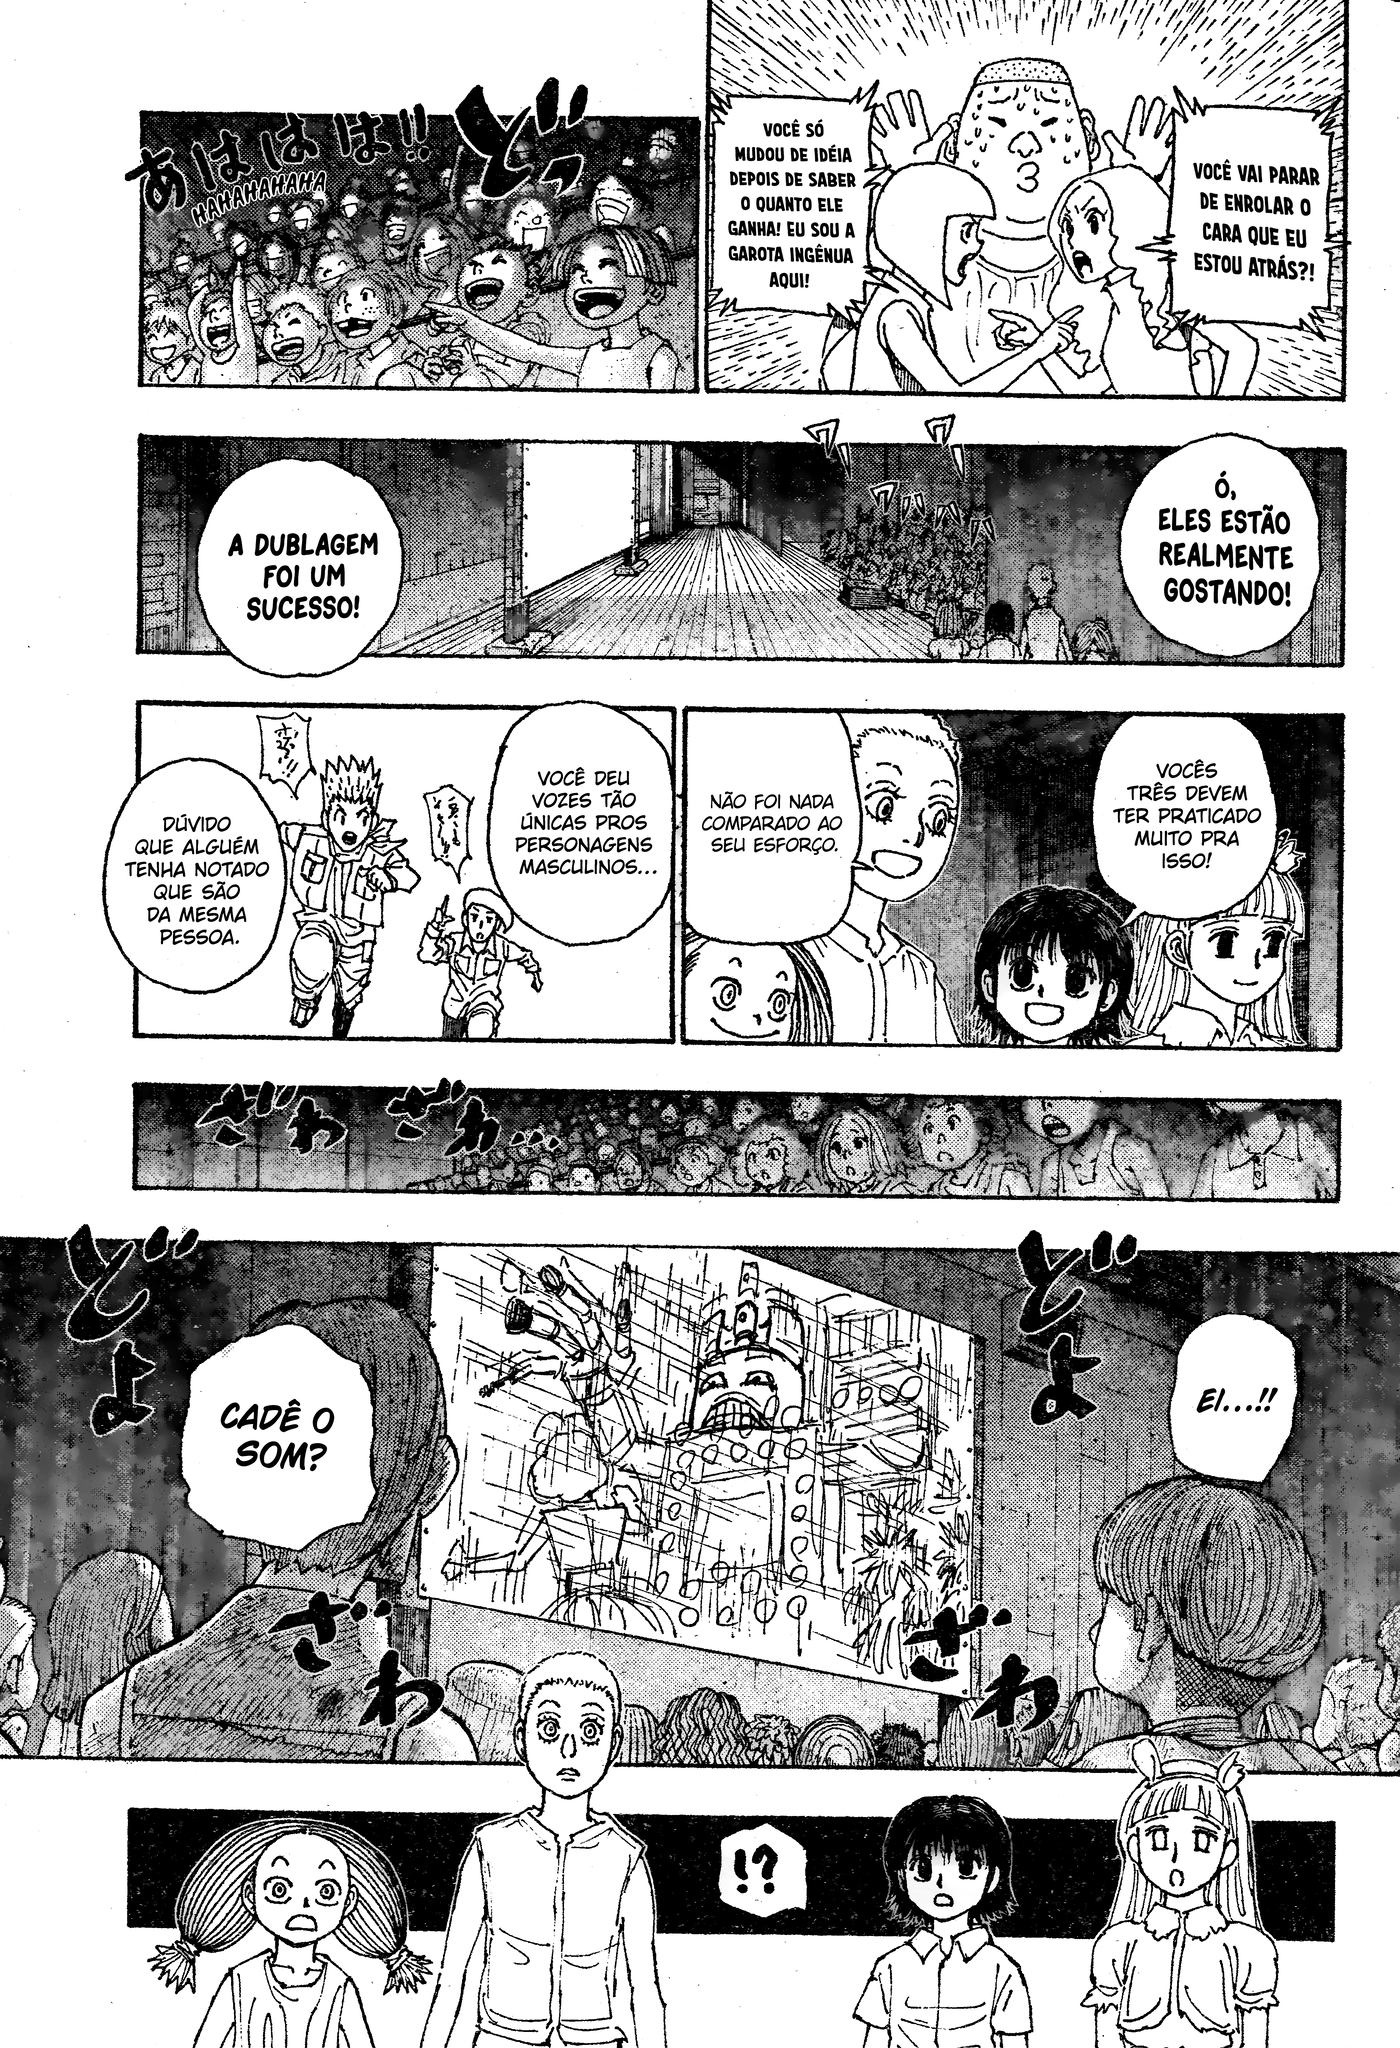 VOCÊ VAI PARAR
DE ENROLAR O
CARA QUE EU
ESTOU ATRÁS?!
VOCÊ SÓ
MUDOU DE IDÉIA
DEPOIS DE SABER
O QUANTO ELE
GANHA! EU SOU A
GAROTA INGÊNUA
AQUI!
どッ
あはははは!!
HAHAHAHAHA
Ó,
ELES ESTÃO
REALMENTE
GOSTANDO!
A DUBLAGEM
FOI UM
SUCESSO!
VOCÊS
TRÊS DEVEM
TER PRATICADO
MUITO PRA
ISSO!
NÃO FOI NADA
COMPARADO AO
SEU ESFORÇO.
VOCÊ DEU
VOZES TÃO
ÚNICAS PROS
PERSONAGENS
MASCULINOS...
DÚVIDO
QUE ALGUÉM
TENHA NOTADO
QUE SÃO
DA MESMA
PESSOA.
ざわ ざわ...
EI...!!
どよ
どよ
CADÊ O
SOM?
ざわ
ざわ
!?